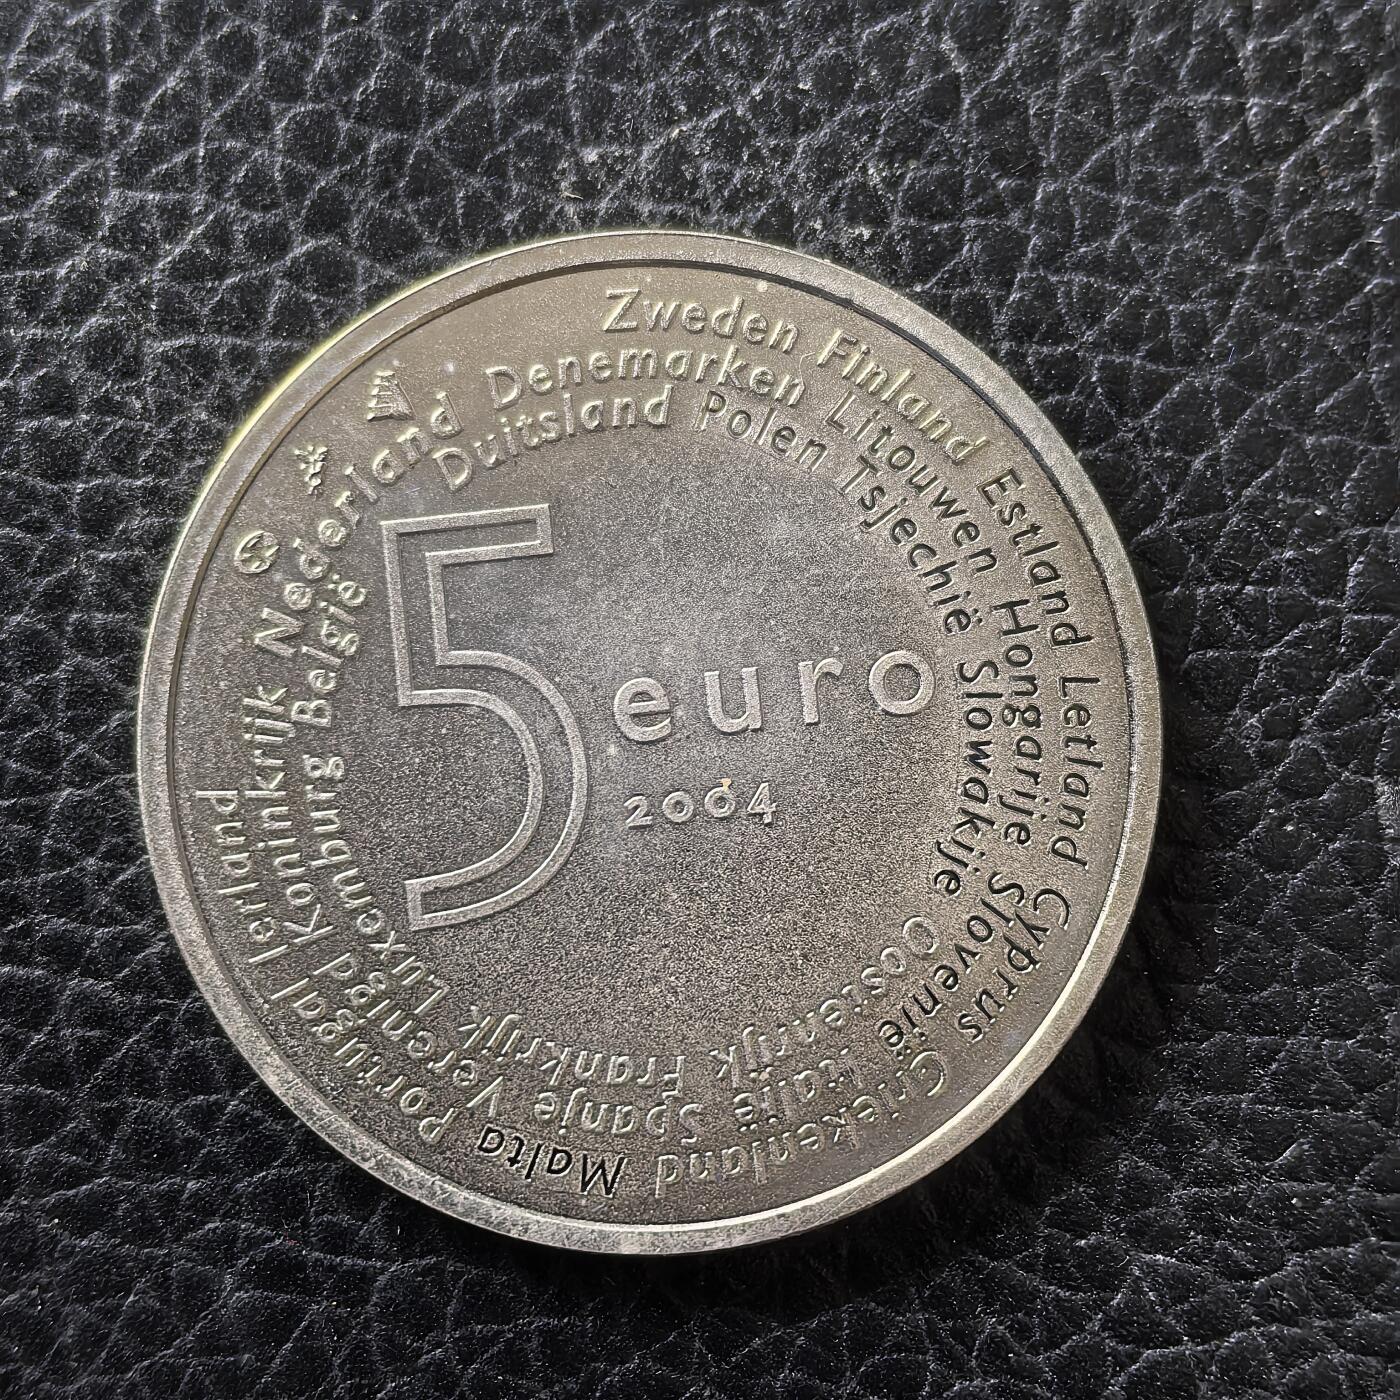 Zweden Finland Estland Letland Cyprus Griekenland Malta Portugal Ierland
Nederland Denemarken Litouwen Hongarije Slovenië Italië Spanje Verenigd Koninkrijk
België Duitsland Polen Tsjechië Slowakije Oostenrijk Frankrijk Luxemburg
5 euro
2004